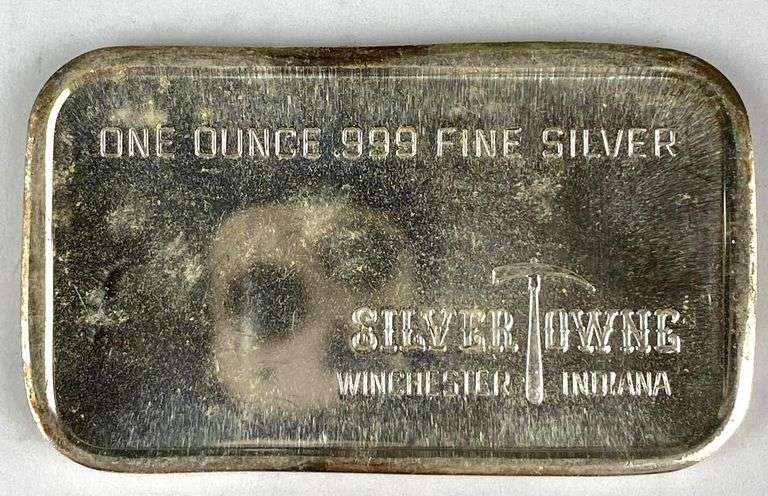 ONE OUNCE .999 FINE SILVER
SILVERTOWNE
WINCHESTER INDIANA